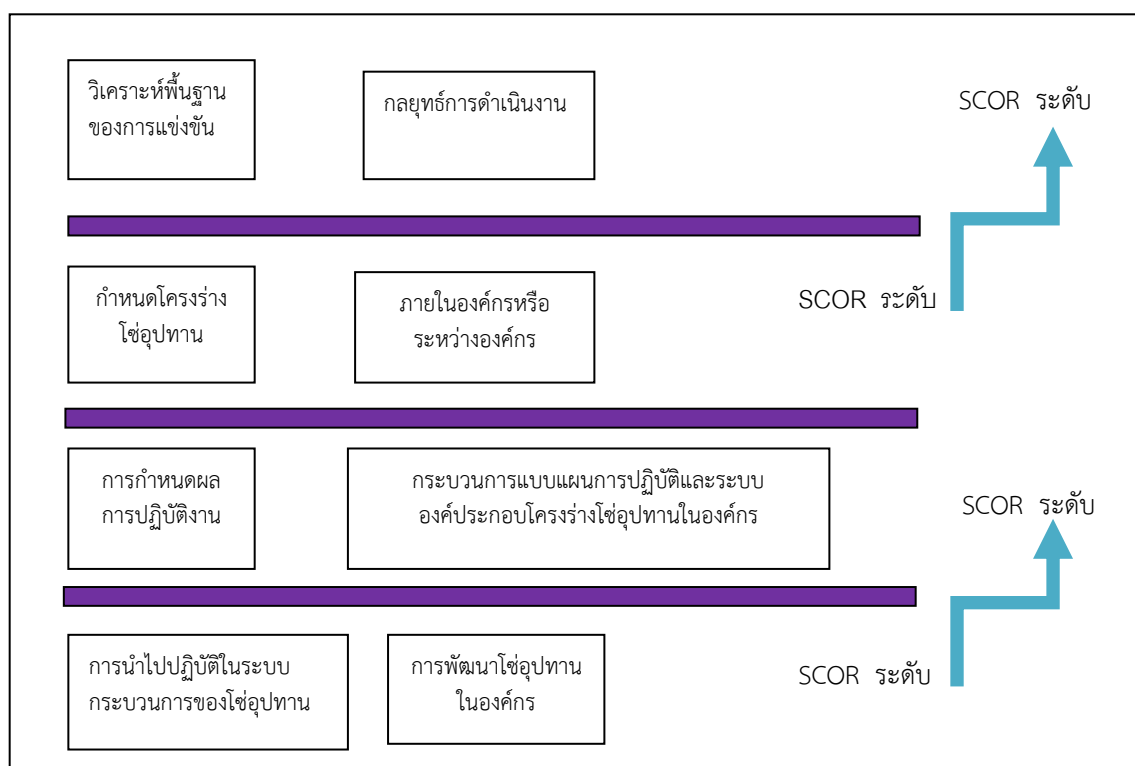 วิเคราะห์พื้นฐาน
ของการแข่งขัน
กลยุทธ์การดำเนินงาน
SCOR ระดับ
กำหนดโครงร่าง
โซ่อุปทาน
ภายในองค์กรหรือ
ระหว่างองค์กร
SCOR ระดับ
การกำหนดผล
การปฏิบัติงาน
กระบวนการแบบแผนการปฏิบัติและระบบ
องค์ประกอบโครงร่างโซ่อุปทานในองค์กร
SCOR ระดับ
การนำไปปฏิบัติในระบบ
กระบวนการของโซ่อุปทาน
การพัฒนาโซ่อุปทาน
ในองค์กร
SCOR ระดับ